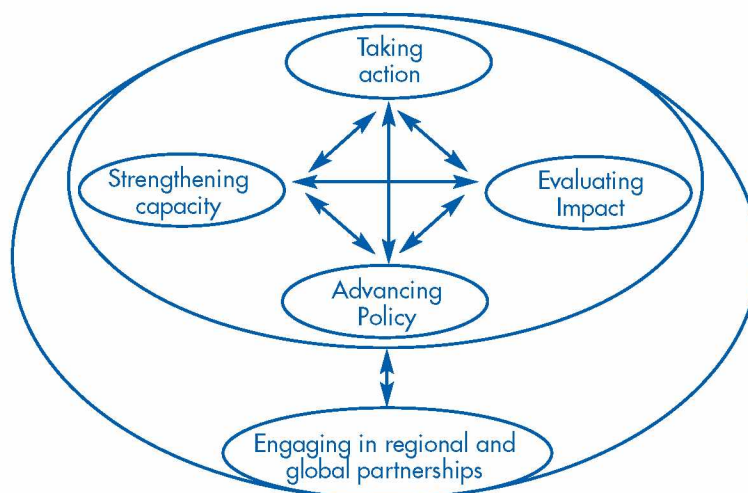 Taking
action
Strengthening
capacity
Evaluating
Impact
Advancing
Policy
Engaging in regional and
global partnerships